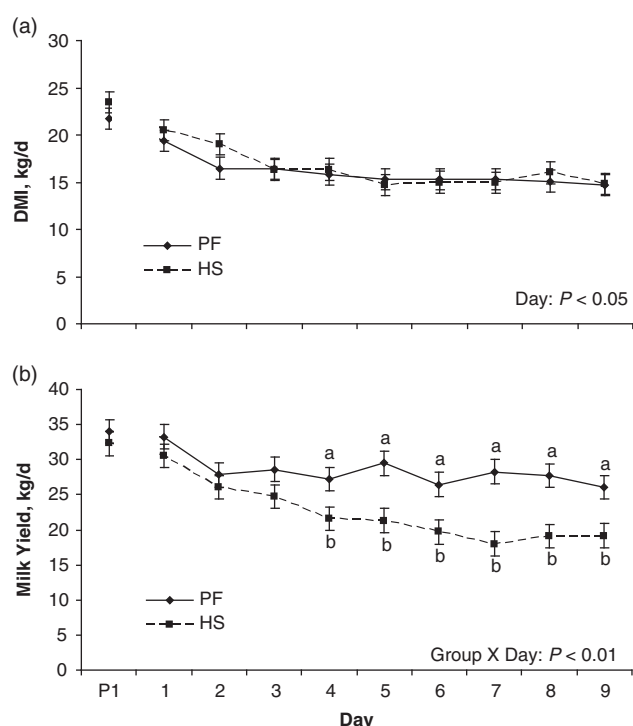 (a)
30
25
20
15
10
5
0
DMI, kg/d
PF
HS
Day: P < 0.05
(b)
40
35
30
25
20
15
10
5
0
Milk Yield, kg/d
a a a a a a
b b b b b b
PF
HS
Group X Day: P < 0.01
P1 1 2 3 4 5 6 7 8 9
Day